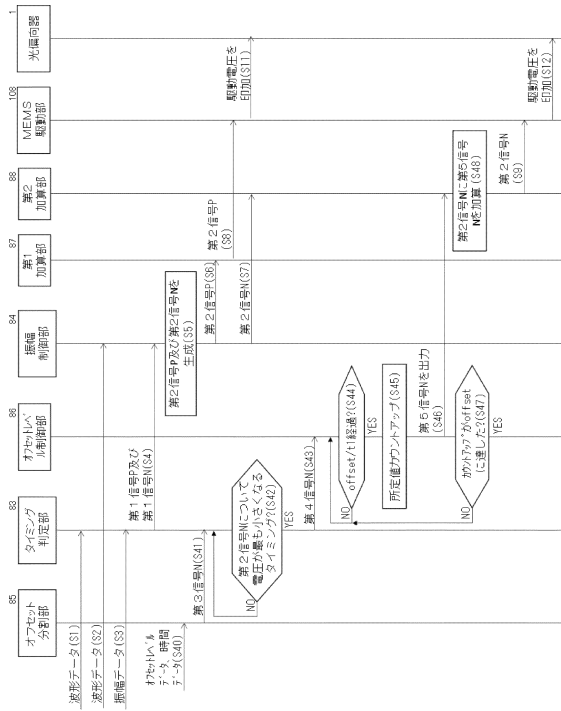 85
オフセット
分割部
83
タイミング
判定部
86
オフセットレベ
ル制御部
84
振幅
制御部
87
第1
加算部
88
第2
加算部
108
MEMS
駆動部
1
光偏向器
波形データ(S1)
波形データ(S2)
振幅データ(S3)
第1信号P及び
第1信号N(S4)
第2信号P及び第2信号Nを
生成(S5)
第2信号P(S6)
第2信号N(S7)
第2信号P
(S8)
駆動電圧を
印加(S11)
オフセットレベル
データ、時間
データ(S40)
第3信号N(S41)
第2信号Nについて
電圧が最も小さくなる
タイミング?(S42)
NO
YES
第4信号N(S43)
offset/t1経過?(S44)
NO
YES
所定値カウントアップ(S45)
第5信号Nを出力
(S46)
カウントアップがoffset
に達した?(S47)
NO
YES
第2信号Nに第5信号
Nを加算(S48)
第2信号N
(S9)
駆動電圧を
印加(S12)